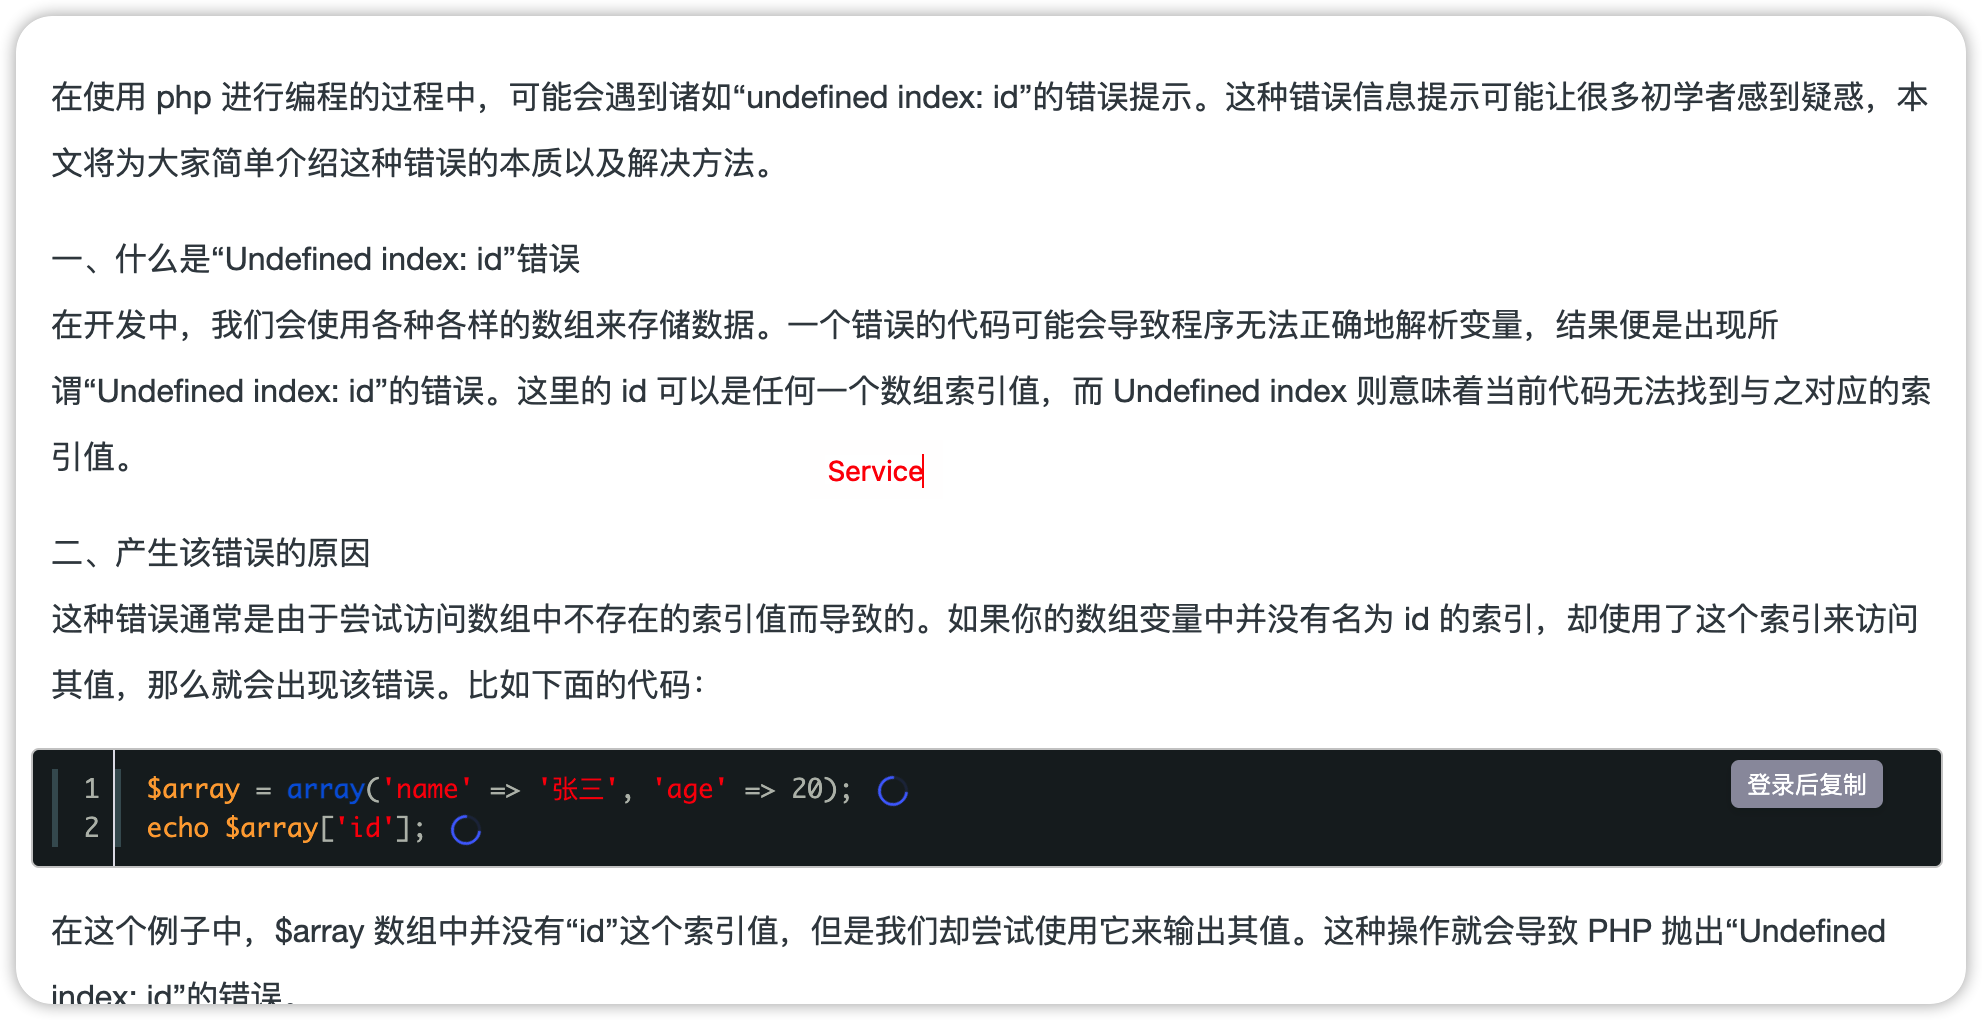 在使用 php 进行编程的过程中，可能会遇到诸如“undefined index: id”的错误提示。这种错误信息提示可能让很多初学者感到疑惑，本
文将为大家简单介绍这种错误的本质以及解决方法。
一、什么是“Undefined index: id”错误
在开发中，我们会使用各种各样的数组来存储数据。一个错误的代码可能会导致程序无法正确地解析变量，结果便是出现所
谓“Undefined index: id”的错误。这里的 id 可以是任何一个数组索引值，而 Undefined index 则意味着当前代码无法找到与之对应的索
引值。
Service
二、产生该错误的原因
这种错误通常是由于尝试访问数组中不存在的索引值而导致的。如果你的数组变量中并没有名为 id 的索引，却使用了这个索引来访问
其值，那么就会出现该错误。比如下面的代码：
1 $array = array('name' => '张三', 'age' => 20);
登录后复制
2 echo $array['id'];
在这个例子中，$array 数组中并没有“id”这个索引值，但是我们却尝试使用它来输出其值。这种操作就会导致 PHP 抛出“Undefined
index: id”的错误。